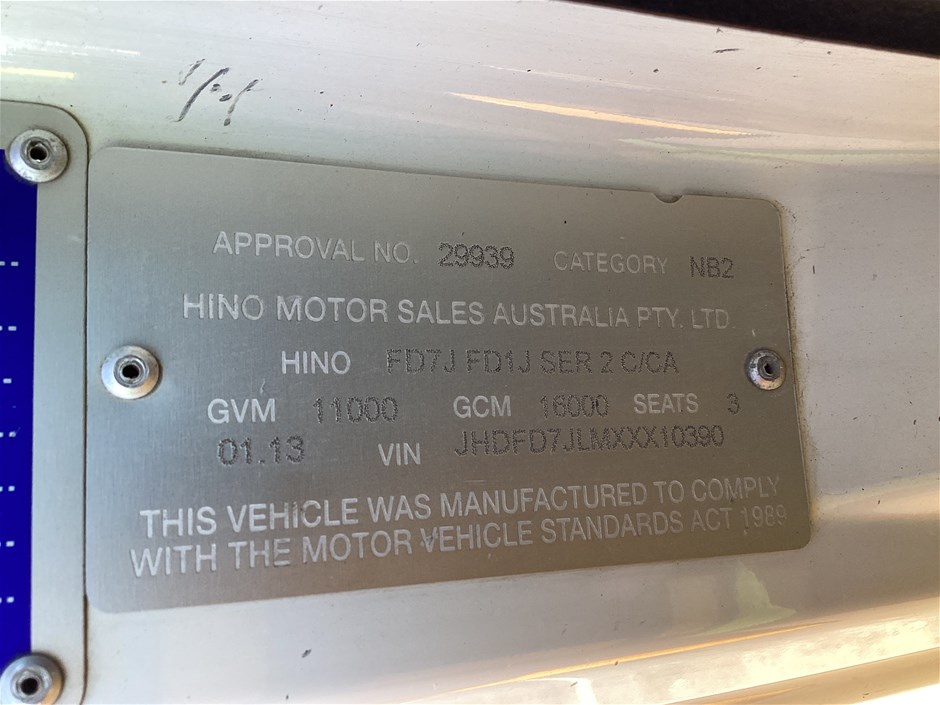 APPROVAL NO. 29939 CATEGORY NB2
HINO MOTOR SALES AUSTRALIA PTY. LTD.
HINO FD7J FD1J SER 2 C/CA
GVM 11000 GCM 16000 SEATS 3
01.13 VIN JHDFD7JLMXXX10390
THIS VEHICLE WAS MANUFACTURED TO COMPLY
WITH THE MOTOR VEHICLE STANDARDS ACT 1989